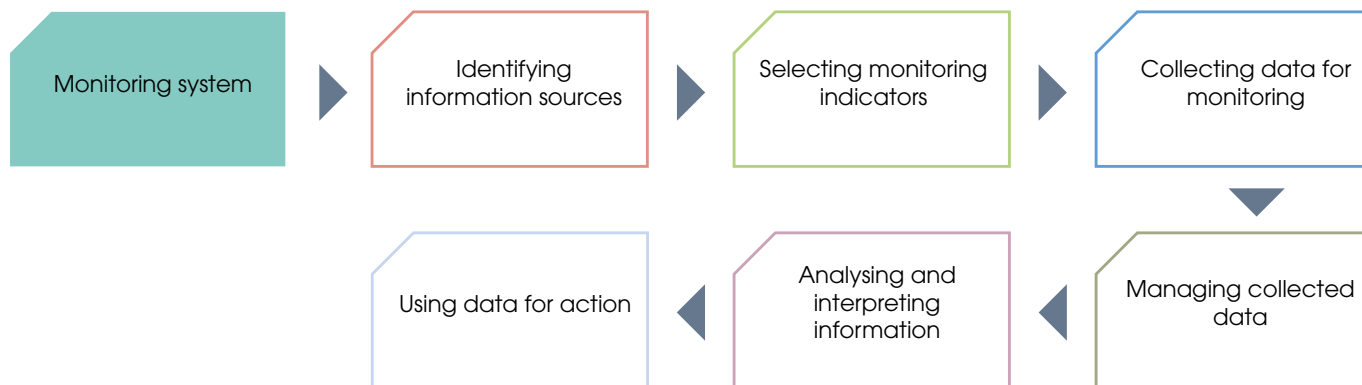 Monitoring system
Identifying
information sources
Selecting monitoring
indicators
Collecting data for
monitoring
Managing collected
data
Analysing and
interpreting
information
Using data for action